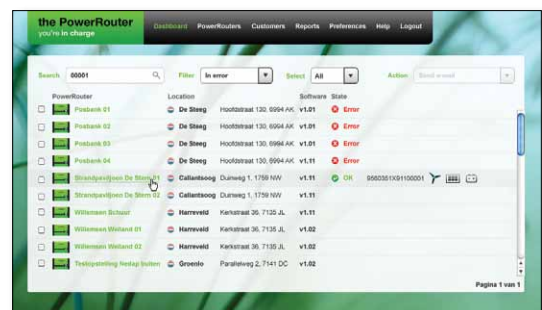 the PowerRouter
you're in charge
Dashboard PowerRouters Customers Reports Preferences Help Logout
Search 00001 Filter In error Select All Action Send e-mail
PowerRouter Location Software State
Posbank 01 De Steeg Hoofdstraat 130, 6994 AK v1.01 Error
Posbank 02 De Steeg Hoofdstraat 130, 6994 AK v1.01 Error
Posbank 03 De Steeg Hoofdstraat 130, 6994 AK v1.01 Error
Posbank 04 De Steeg Hoofdstraat 130, 6994 AK v1.11 Error
Strandpaviljoen De Stern 01 Callantsoog Duinweg 1, 1759 NW v1.11 OK
Strandpaviljoen De Stern 02 Callantsoog Duinweg 1, 1759 NW v1.11
Willemsen Schuur Harreveld Kerkstraat 36, 7135 JL v1.11
Willemsen Weiland 01 Harreveld Kerkstraat 36, 7135 JL v1.02
Willemsen Weiland 02 Harreveld Kerkstraat 36, 7135 JL v1.02
Testopstelling Nedap buiten Groenlo Parallelweg 2, 7141 DC v1.02
Pagina 1 van 1